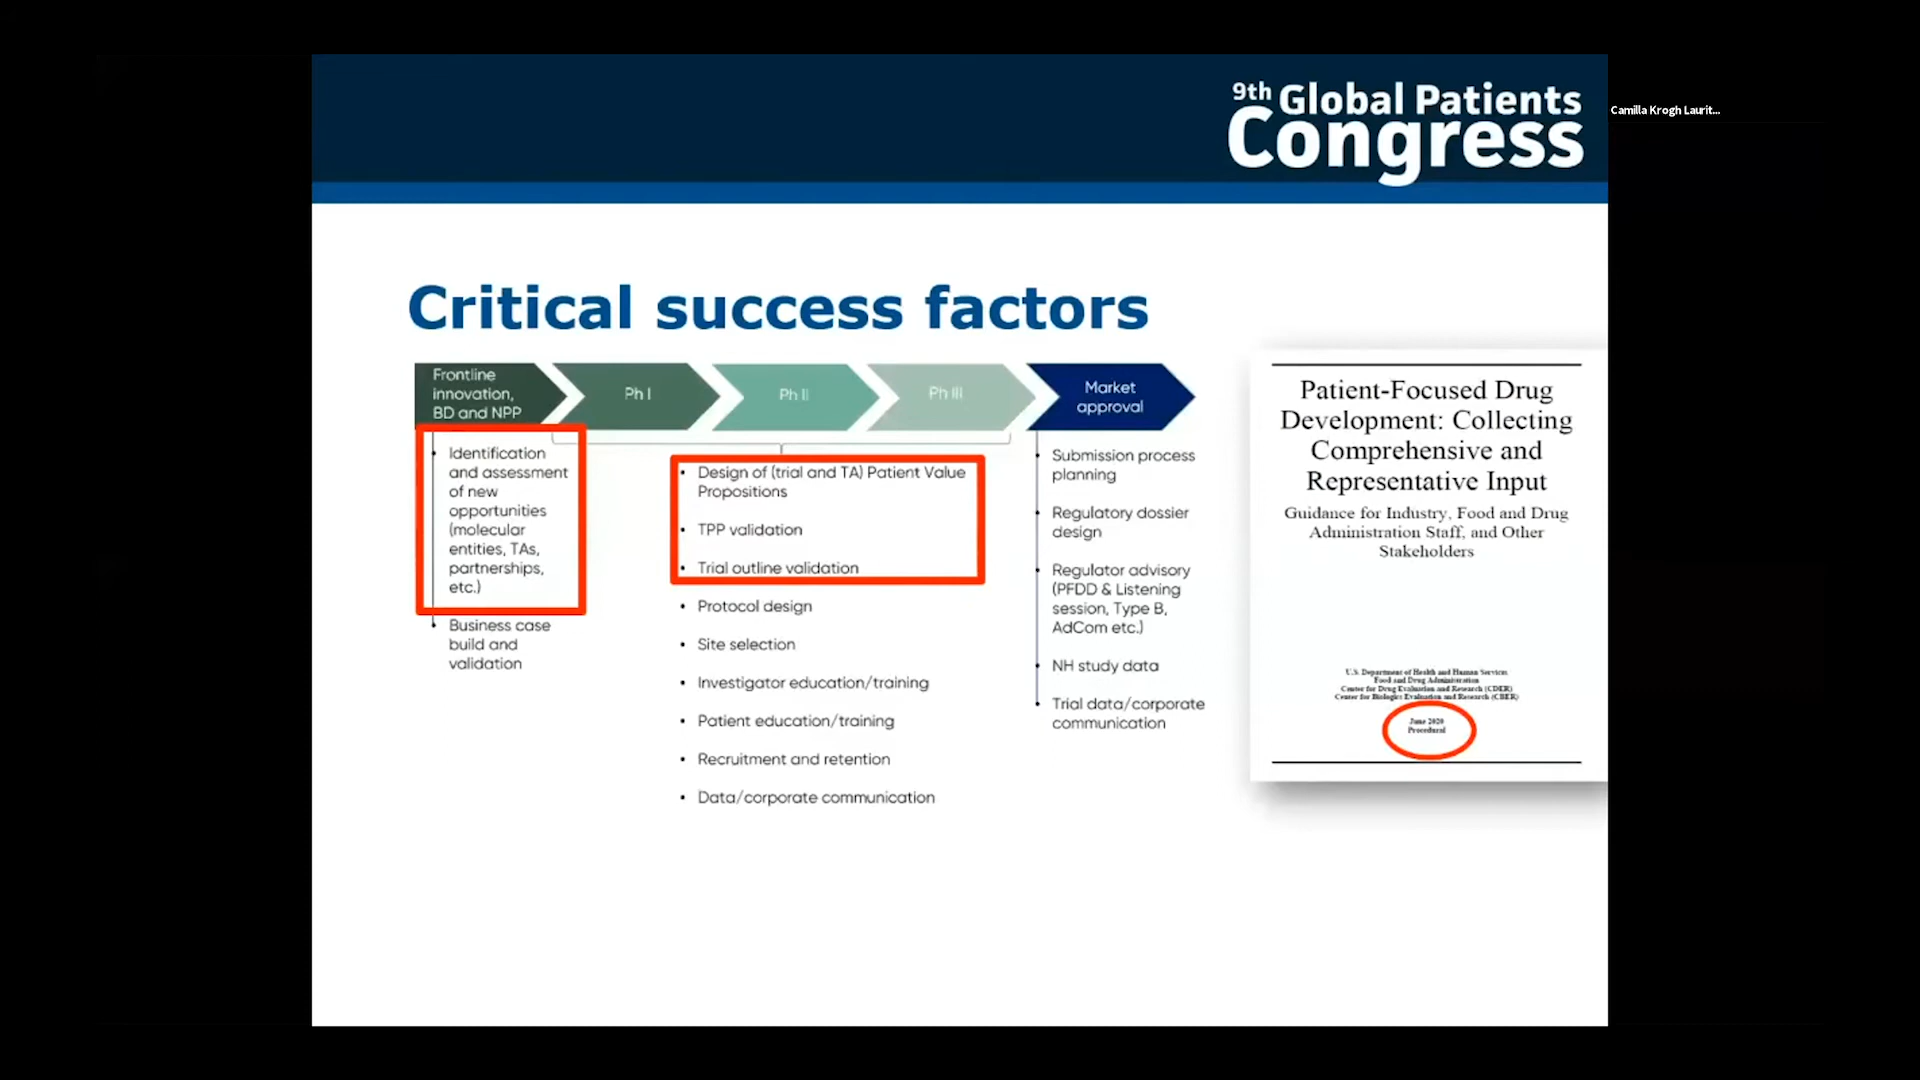 9th Global Patients
Congress
Camilla Krogh Laurit...
Critical success factors
Frontline
innovation,
BD and NPP
Ph I
Ph II
Ph III
Market
approval
• Identification
and assessment
of new
opportunities
(molecular
entities, TAs,
partnerships,
etc.)
• Business case
build and
validation
• Design of (trial and TA) Patient Value
Propositions
• TPP validation
• Trial outline validation
• Protocol design
• Site selection
• Investigator education/training
• Patient education/training
• Recruitment and retention
• Data/corporate communication
• Submission process
planning
• Regulatory dossier
design
• Regulator advisory
(PFDD & Listening
session, Type B,
AdCom etc.)
• NH study data
• Trial data/corporate
communication
Patient-Focused Drug
Development: Collecting
Comprehensive and
Representative Input
Guidance for Industry, Food and Drug
Administration Staff, and Other
Stakeholders
U.S. Department of Health and Human Services
Food and Drug Administration
Center for Drug Evaluation and Research (CDER)
Center for Biologics Evaluation and Research (CBER)
June 2020
Procedural